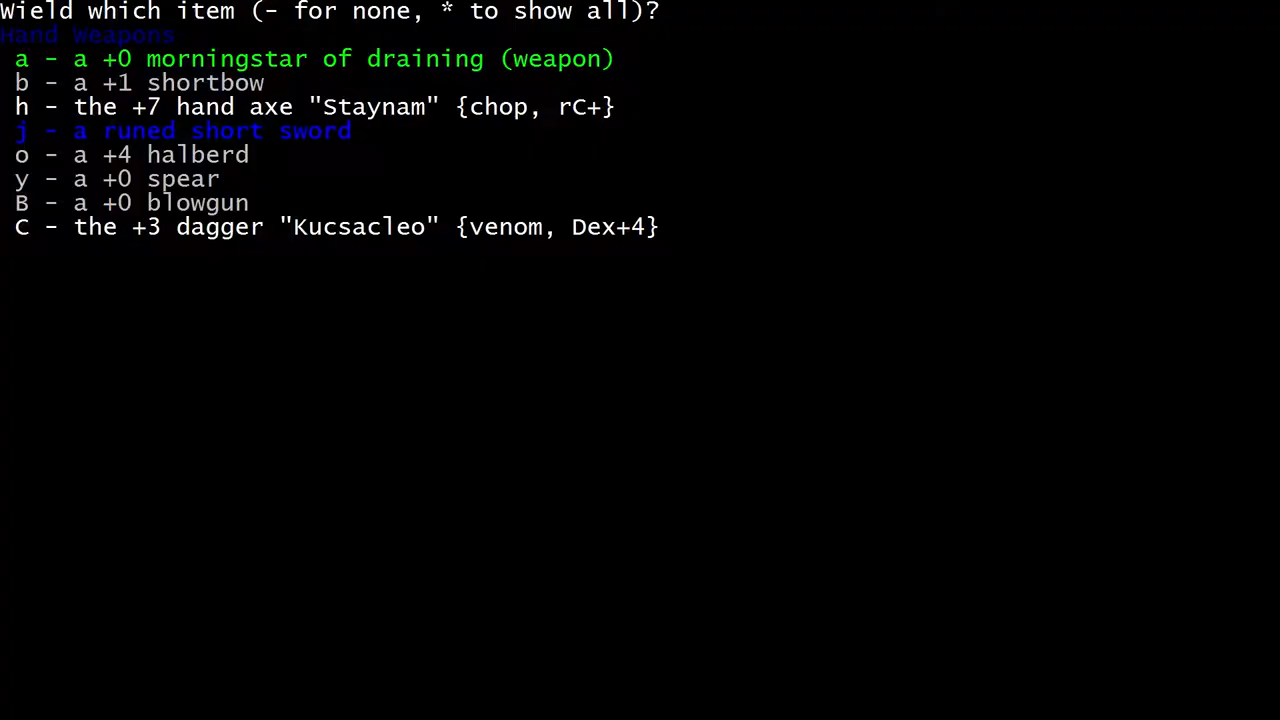 Wield which item (- for none, * to show all)?
Hand Weapons
a - a +0 morningstar of draining (weapon)
b - a +1 shortbow
h - the +7 hand axe "Staynam" {chop, rC+}
j - a runed short sword
o - a +4 halberd
y - a +0 spear
B - a +0 blowgun
C - the +3 dagger "Kucsacleo" {venom, Dex+4}